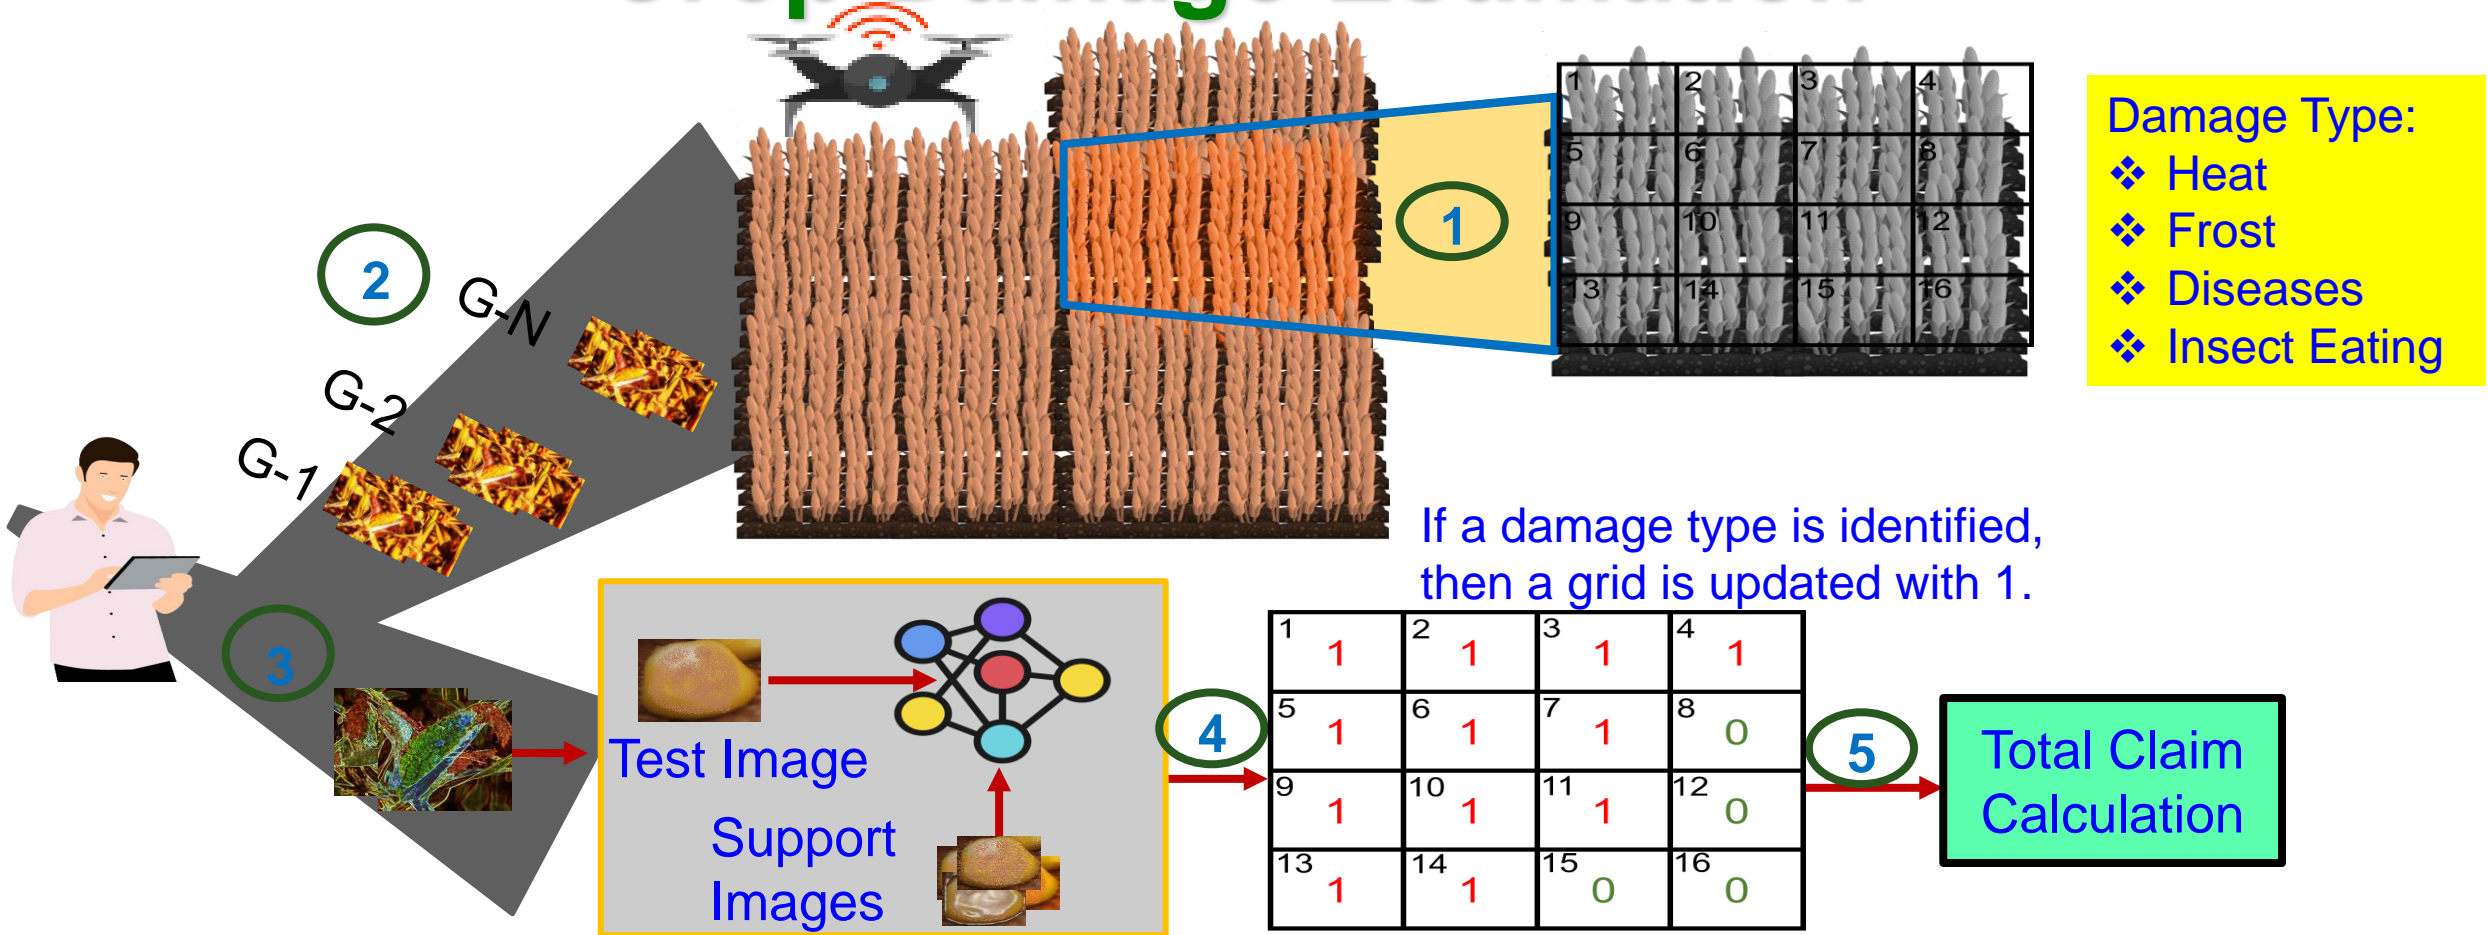 Crop Damage Estimation
1 2 3 4
5 6 7 8
9 10 11 12
13 14 15 16
Damage Type:
❖ Heat
❖ Frost
❖ Diseases
❖ Insect Eating
1
2
G-N
G-2
G-1
3
If a damage type is identified,
then a grid is updated with 1.
Test Image
Support
Images
4
1 1 2 1 3 1 4 1
5 1 6 1 7 1 8 0
9 1 10 1 11 1 12 0
13 1 14 1 15 0 16 0
5
Total Claim
Calculation